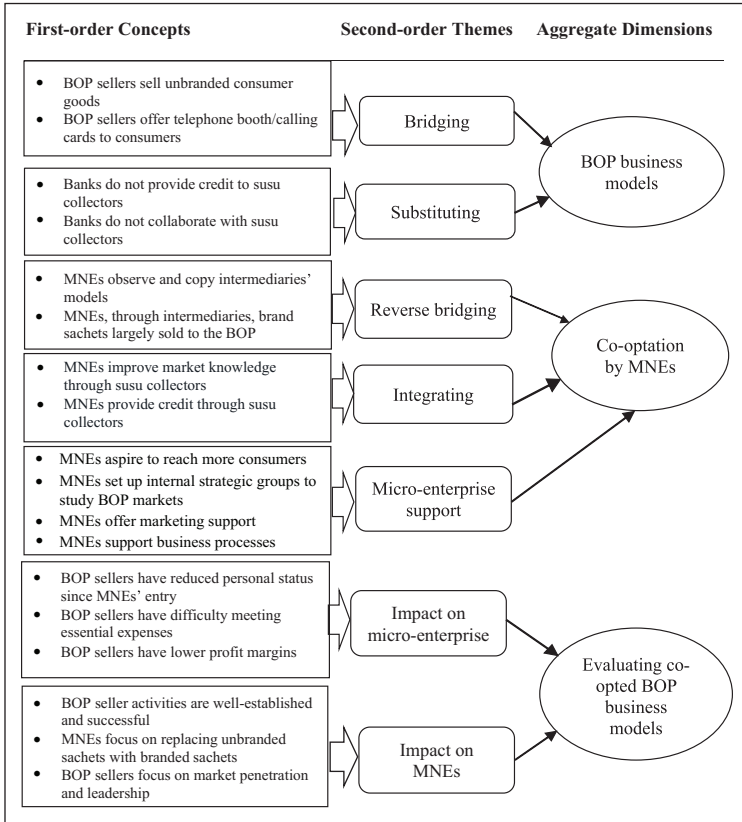 First-order Concepts Second-order Themes Aggregate Dimensions
• BOP sellers sell unbranded consumer
goods
• BOP sellers offer telephone booth/calling
cards to consumers
Bridging
• Banks do not provide credit to susu
collectors
• Banks do not collaborate with susu
collectors
Substituting
BOP business
models
• MNEs observe and copy intermediaries'
models
• MNEs, through intermediaries, brand
sachets largely sold to the BOP
Reverse bridging
• MNEs improve market knowledge
through susu collectors
• MNEs provide credit through susu
collectors
Integrating
• MNEs aspire to reach more consumers
• MNEs set up internal strategic groups to
study BOP markets
• MNEs offer marketing support
• MNEs support business processes
Micro-enterprise
support
Co-optation
by MNEs
• BOP sellers have reduced personal status
since MNEs' entry
• BOP sellers have difficulty meeting
essential expenses
• BOP sellers have lower profit margins
Impact on
micro-enterprise
• BOP seller activities are well-established
and successful
• MNEs focus on replacing unbranded
sachets with branded sachets
• BOP sellers focus on market penetration
and leadership
Impact on
MNEs
Evaluating co-
opted BOP
business
models